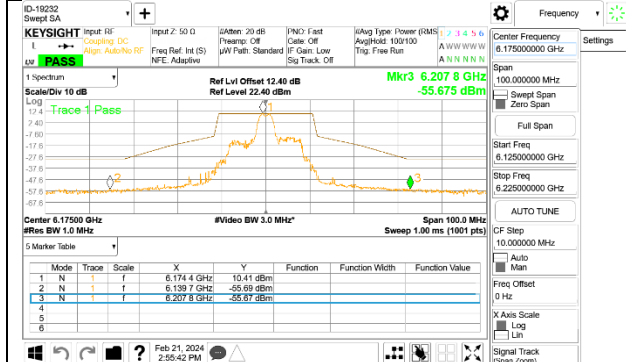 ID-19232
Swept SA
KEYSIGHT Input: RF Input Z: 50 Ω #Atten: 20 dB PNO: Fast #Avg Type: Power (RMS 1 2 3 4 5 6
L Coupling: DC Preamp: Off Gate: Off Avg|Hold: 100/100 A W W W W W
Align: Auto/No RF Freq Ref: Int (S) µW Path: Standard IF Gain: Low Trig: Free Run
PASS NFE: Adaptive Sig Track: Off A N N N N N
1 Spectrum Ref Lvl Offset 12.40 dB Mkr3 6.207 8 GHz
Scale/Div 10 dB Ref Level 22.40 dBm -55.675 dBm
Log
Trace 1 Pass
12.4
2.40
-7.60
-17.6
-27.6
-37.6
-47.6
-57.6
-67.6
1
2
3
Center 6.17500 GHz #Video BW 3.0 MHz* Span 100.0 MHz
#Res BW 1.0 MHz Sweep 1.00 ms (1001 pts)
5 Marker Table
Mode Trace Scale X Y Function Function Width Function Value
1 N 1 f 6.174 4 GHz 10.41 dBm
2 N 1 f 6.139 7 GHz -55.69 dBm
3 N 1 f 6.207 8 GHz -55.67 dBm
4
5
6
Feb 21, 2024
2:55:42 PM
Frequency
Settings
Center Frequency
6.175000000 GHz
Span
100.000000 MHz
Swept Span
Zero Span
Full Span
Start Freq
6.125000000 GHz
Stop Freq
6.225000000 GHz
AUTO TUNE
CF Step
10.000000 MHz
Auto
Man
Freq Offset
0 Hz
X Axis Scale
Log
Lin
Signal Track
(Span Zoom)